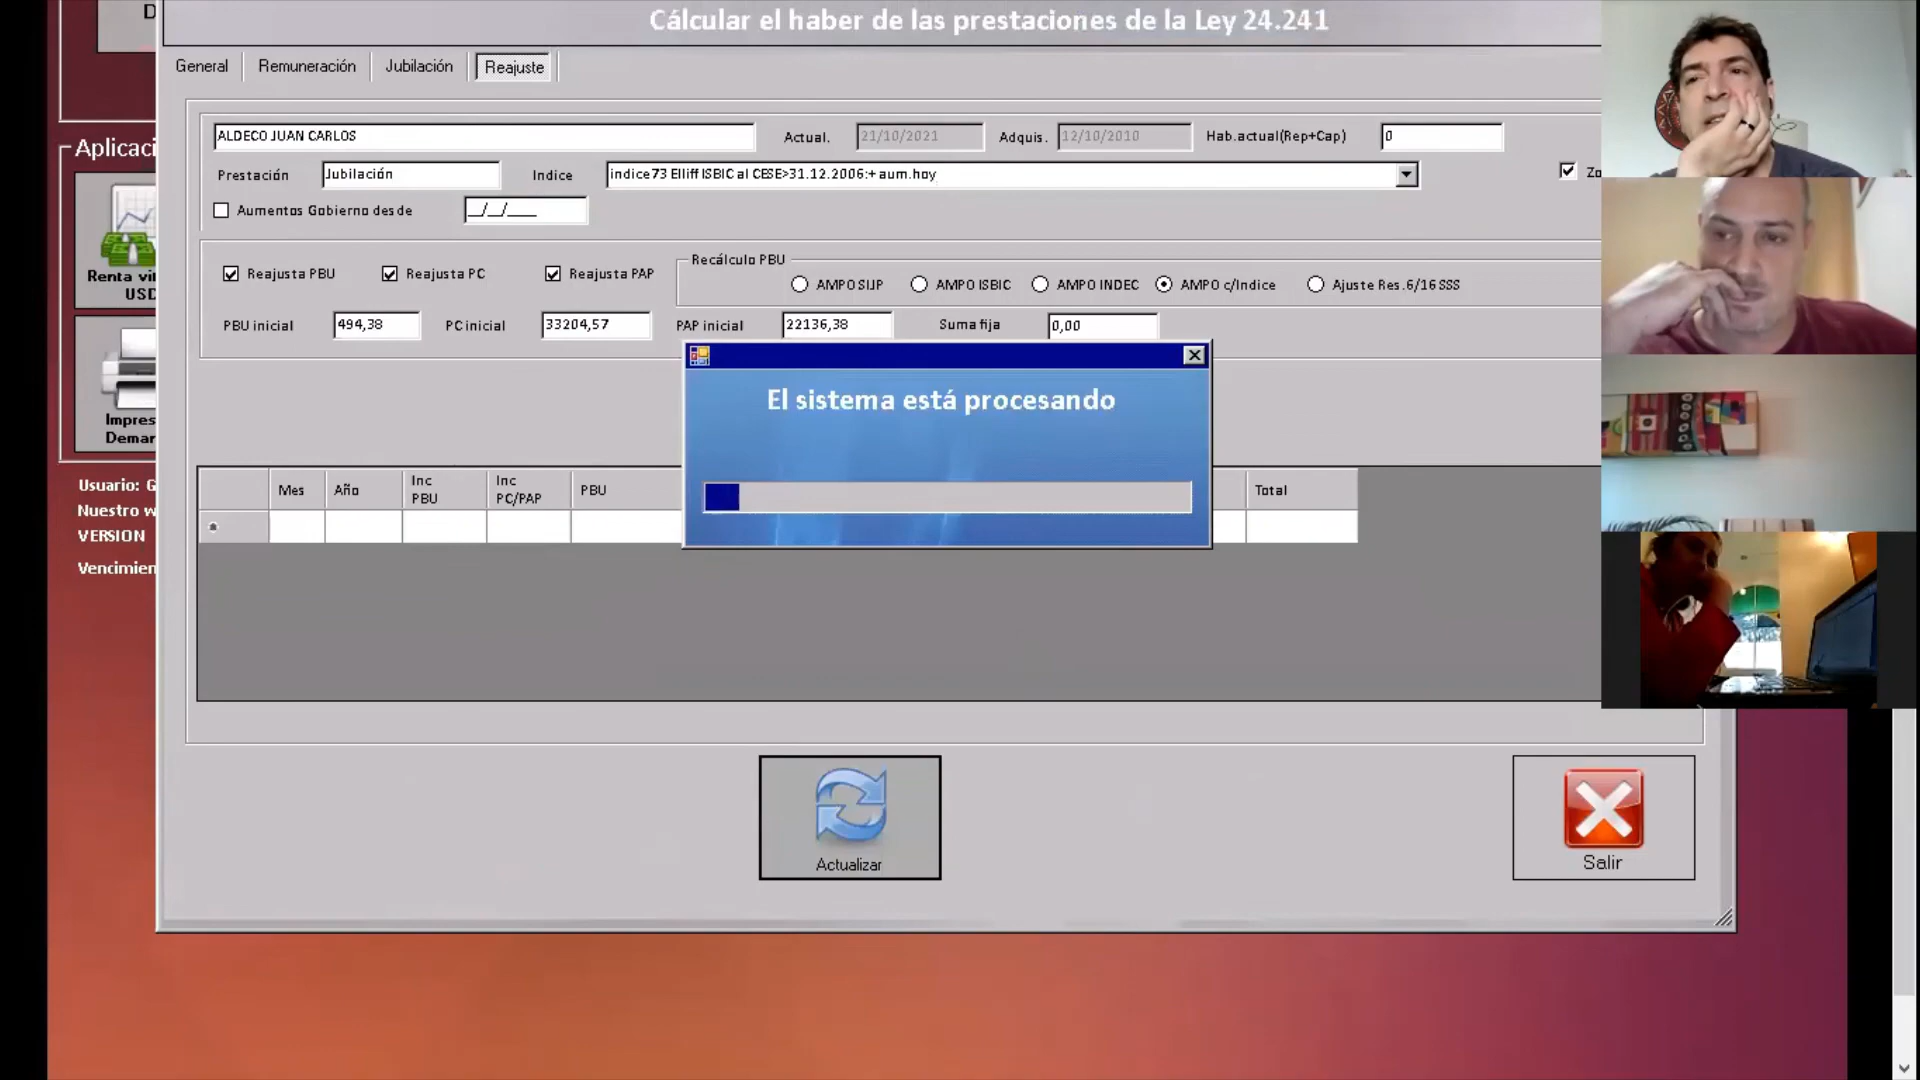 D
Cálcular el haber de las prestaciones de la Ley 24.241
General Remuneración Jubilación Reajuste
ALDECO JUAN CARLOS Actual. 21/10/2021 Adquis. 12/10/2010 Hab.actual(Rep+Cap) 0
Prestación Jubilación Indice indice73 Elliff ISBIC al CESE>31.12.2006:+ aum.hoy Zo
Aumentos Gobierno desde __/__/____
Reajusta PBU Reajusta PC Reajusta PAP
Recálculo PBU
AMPO SIJP AMPO ISBIC AMPO INDEC AMPO c/Indice Ajuste Res.6/16 SSS
PBU inicial 494,38 PC inicial 33204,57 PAP inicial 22136,38 Suma fija 0,00
El sistema está procesando
Mes Año Inc PBU Inc PC/PAP PBU Total
Actualizar
Salir
Aplicaci
Renta vi
USD
Impres
Demar
Usuario: G
Nuestro w
VERSION
Vencimien